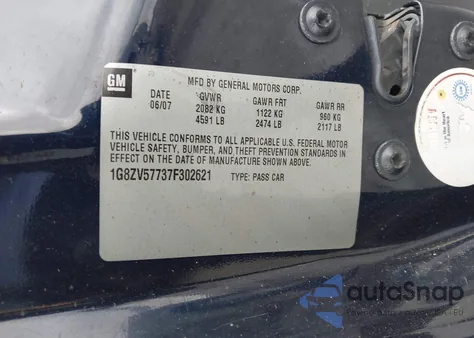 GM
MFD BY GENERAL MOTORS CORP.
DATE GVWR GAWR FRT GAWR RR
06/07 2082 KG 1122 KG 960 KG
4591 LB 2474 LB 2117 LB
THIS VEHICLE CONFORMS TO ALL APPLICABLE U.S. FEDERAL MOTOR
VEHICLE SAFETY, BUMPER, AND THEFT PREVENTION STANDARDS IN
EFFECT ON THE DATE OF MANUFACTURE SHOWN ABOVE.
1G8ZV57737F302621 TYPE: PASS CAR
autoSnap